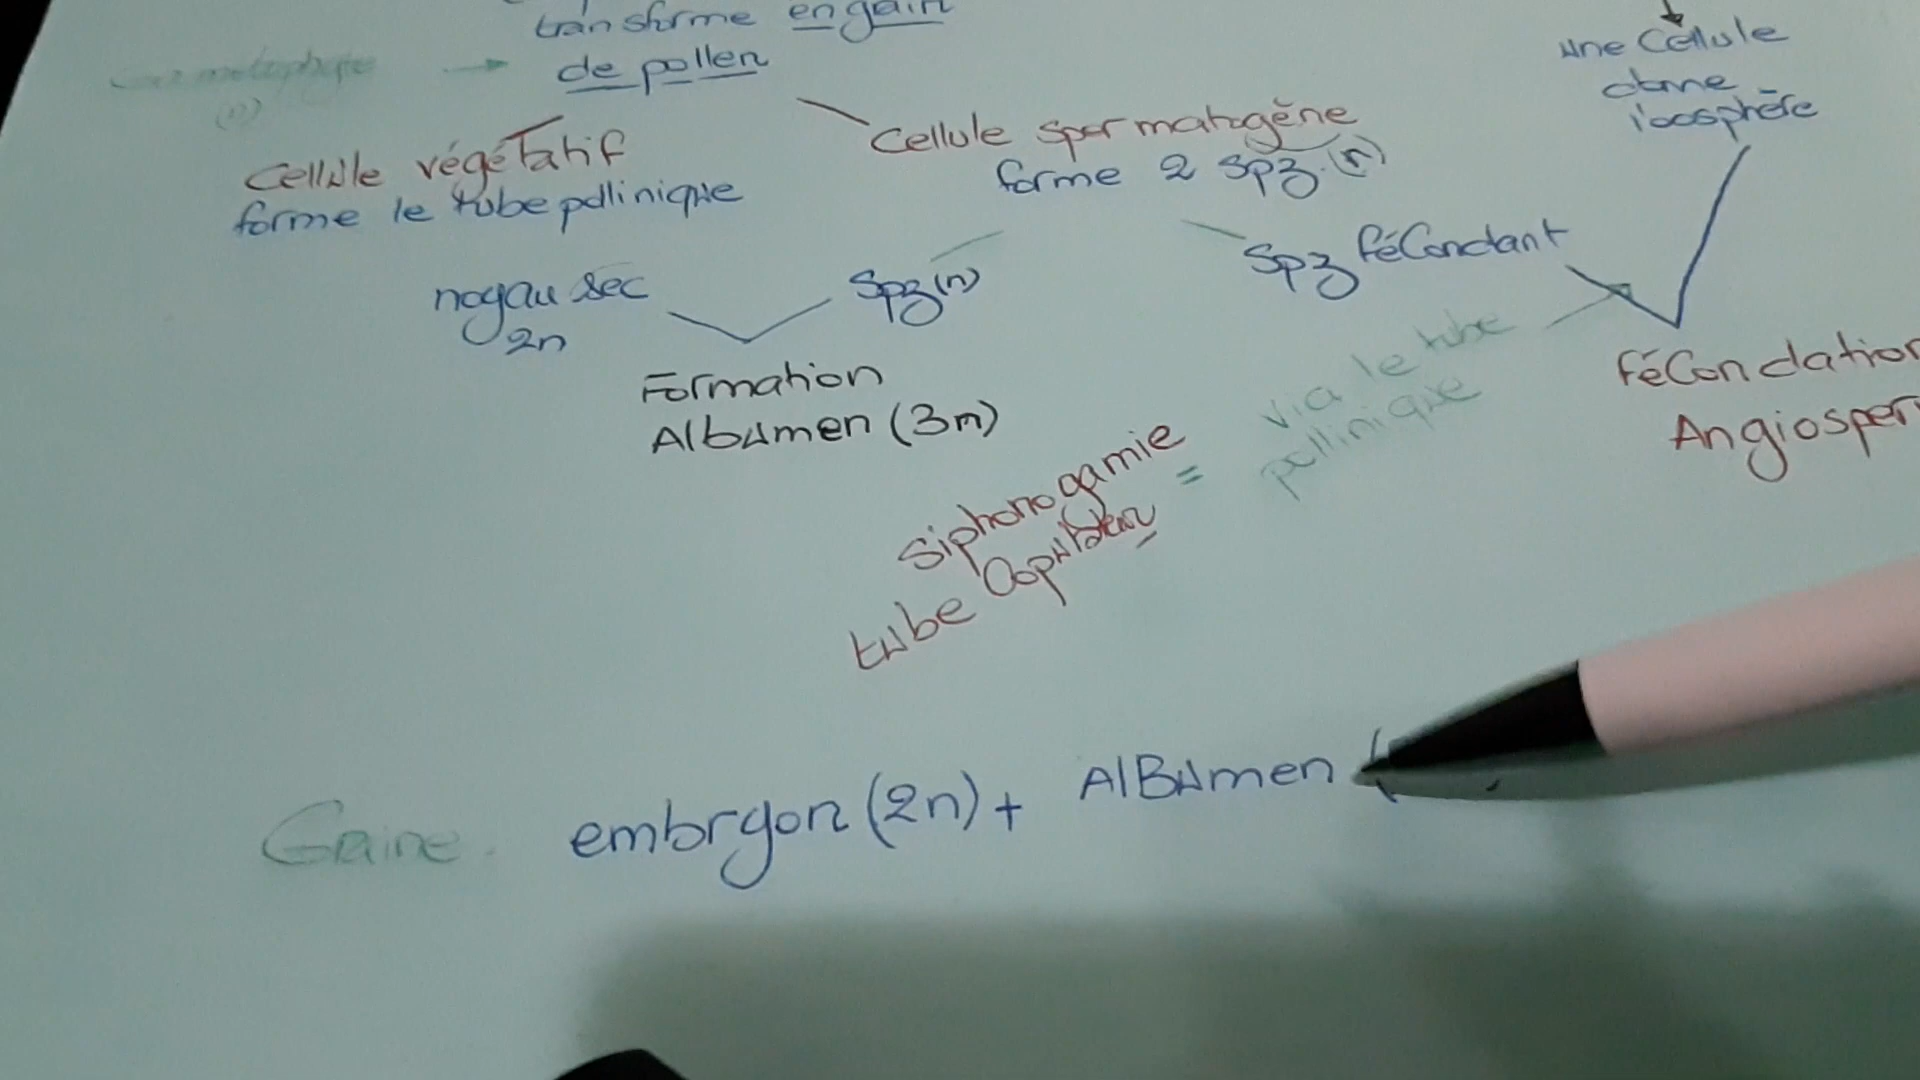 transforme en gain
de pollen
(n)
une Cellule
donne
l'oosphère
Cellule végétatif
forme le tube pollinique
Cellule spermatogène
forme 2 Spz (n)
noyau sec
2n
Spz (n)
Spz féCondant
Formation
Albumen (3n)
via le tube
pollinique
FéCondation
Angiosper
siphonogamie =
tube
Graine. embryon (2n) + AlBumen (